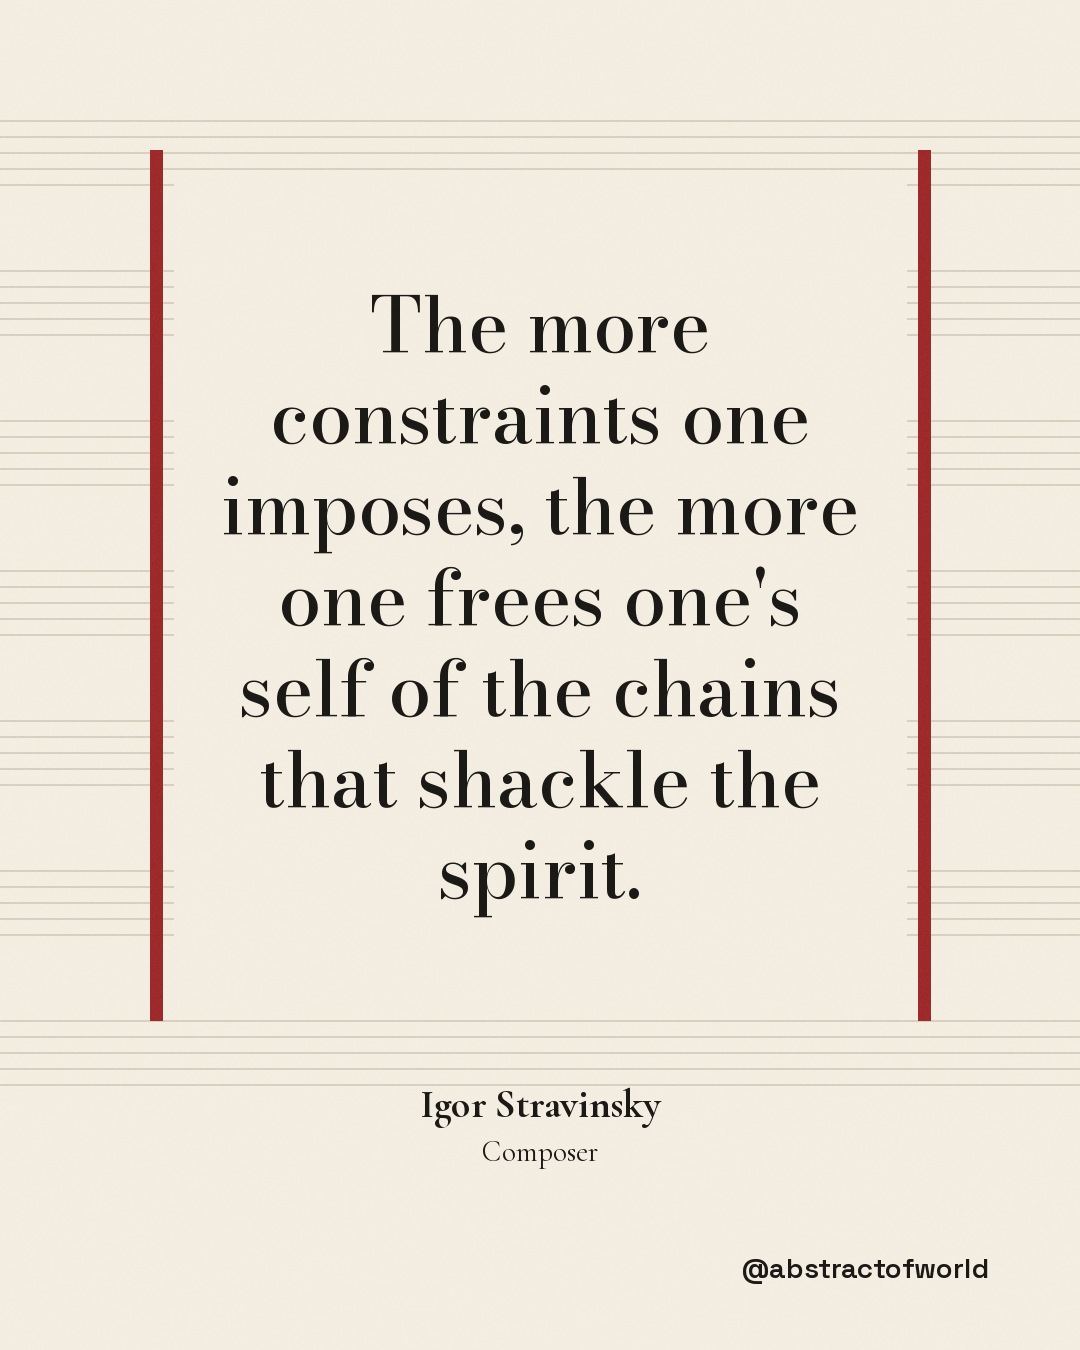 The more
constraints one
imposes, the more
one frees one's
self of the chains
that shackle the
spirit.
Igor Stravinsky
Composer
@abstractofworld